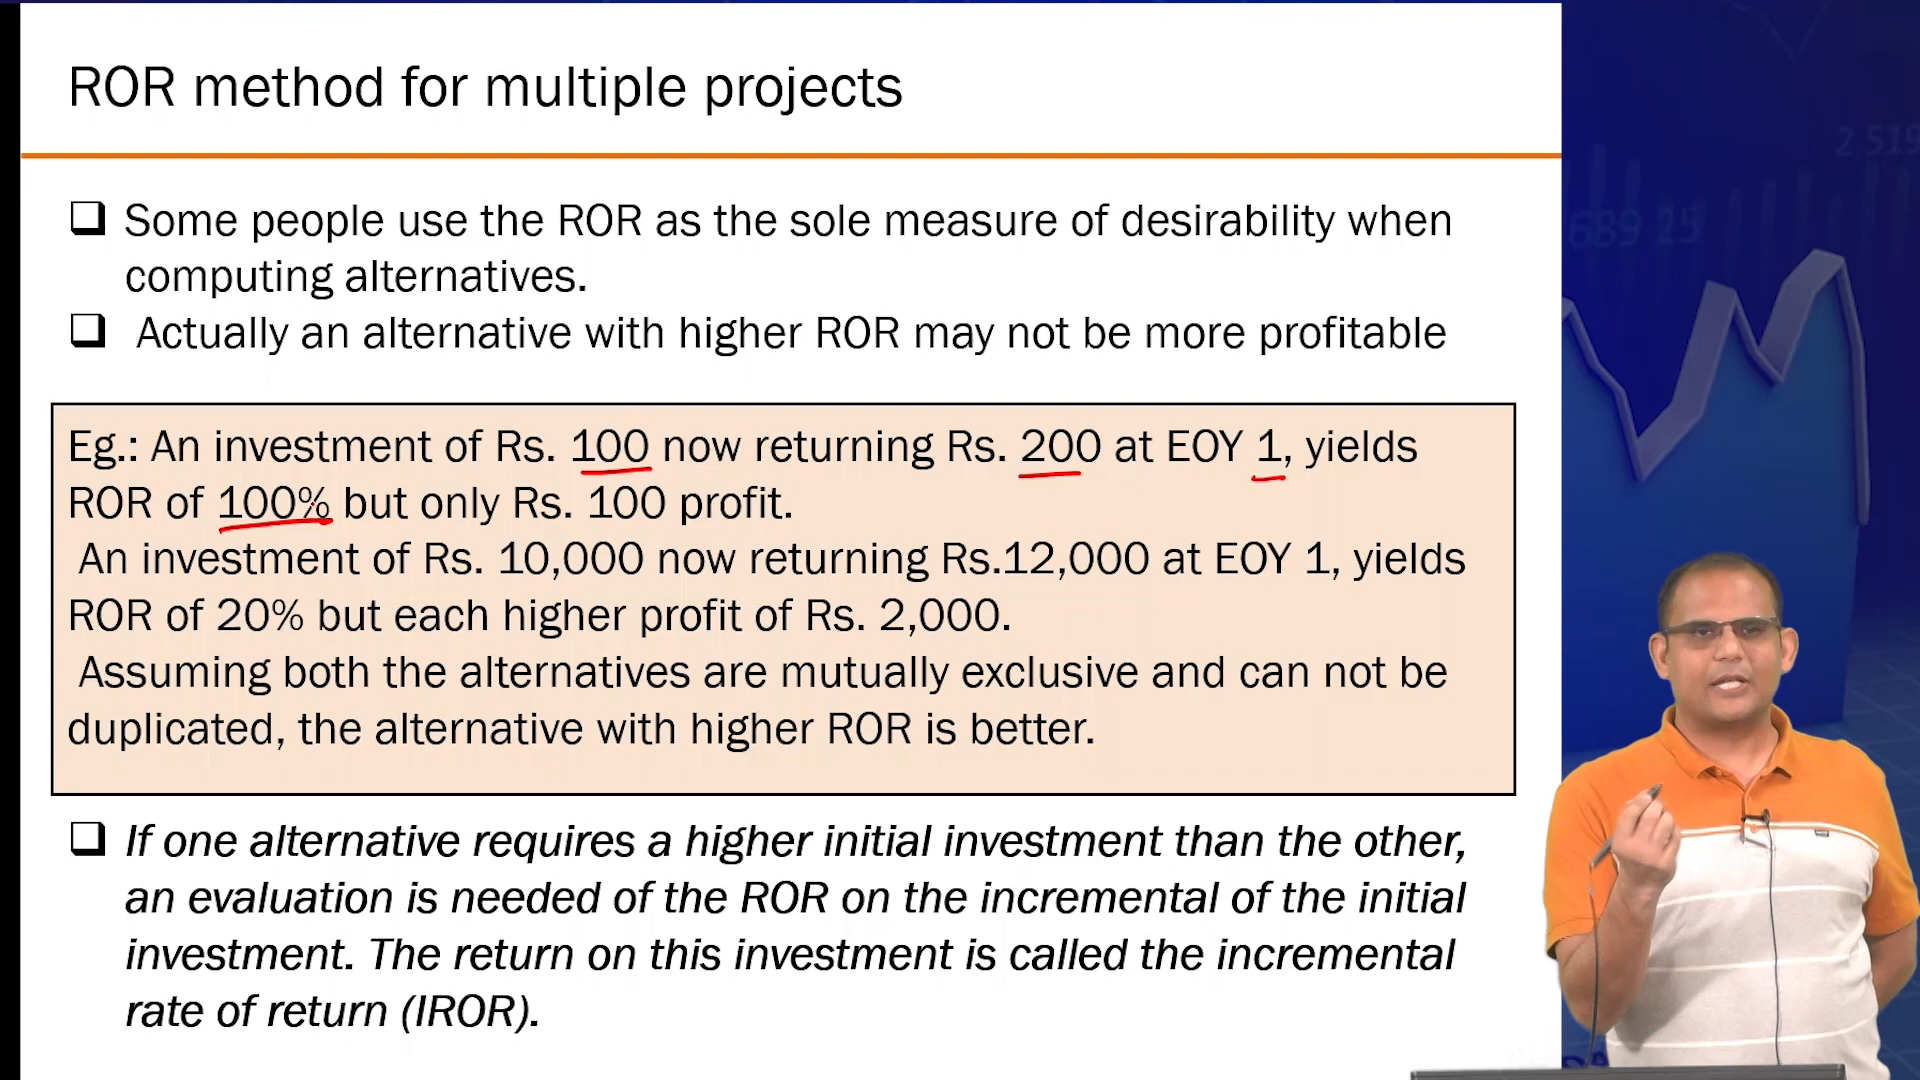 ROR method for multiple projects
Some people use the ROR as the sole measure of desirability when
computing alternatives.
Actually an alternative with higher ROR may not be more profitable
Eg.: An investment of Rs. 100 now returning Rs. 200 at EOY 1, yields
ROR of 100% but only Rs. 100 profit.
An investment of Rs. 10,000 now returning Rs.12,000 at EOY 1, yields
ROR of 20% but each higher profit of Rs. 2,000.
Assuming both the alternatives are mutually exclusive and can not be
duplicated, the alternative with higher ROR is better.
If one alternative requires a higher initial investment than the other,
an evaluation is needed of the ROR on the incremental of the initial
investment. The return on this investment is called the incremental
rate of return (IROR).
2.519
689 25